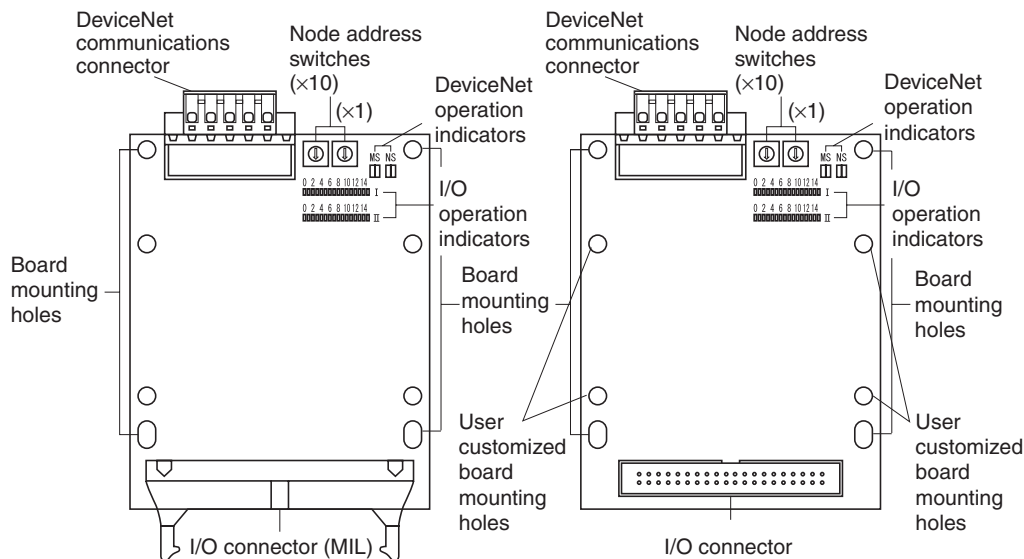 DeviceNet
communications
connector
Node address
switches
(×10)
(×1)
DeviceNet
operation
indicators
MS NS
0 2 4 6 8 10 12 14
I
0 2 4 6 8 10 12 14
II
I/O
operation
indicators
Board
mounting
holes
I/O connector (MIL)
DeviceNet
communications
connector
Node address
switches
(×10)
(×1)
DeviceNet
operation
indicators
MS NS
0 2 4 6 8 10 12 14
I
0 2 4 6 8 10 12 14
II
I/O
operation
indicators
Board
mounting
holes
Board
mounting
holes
User
customized
board
mounting
holes
User
customized
board
mounting
holes
I/O connector